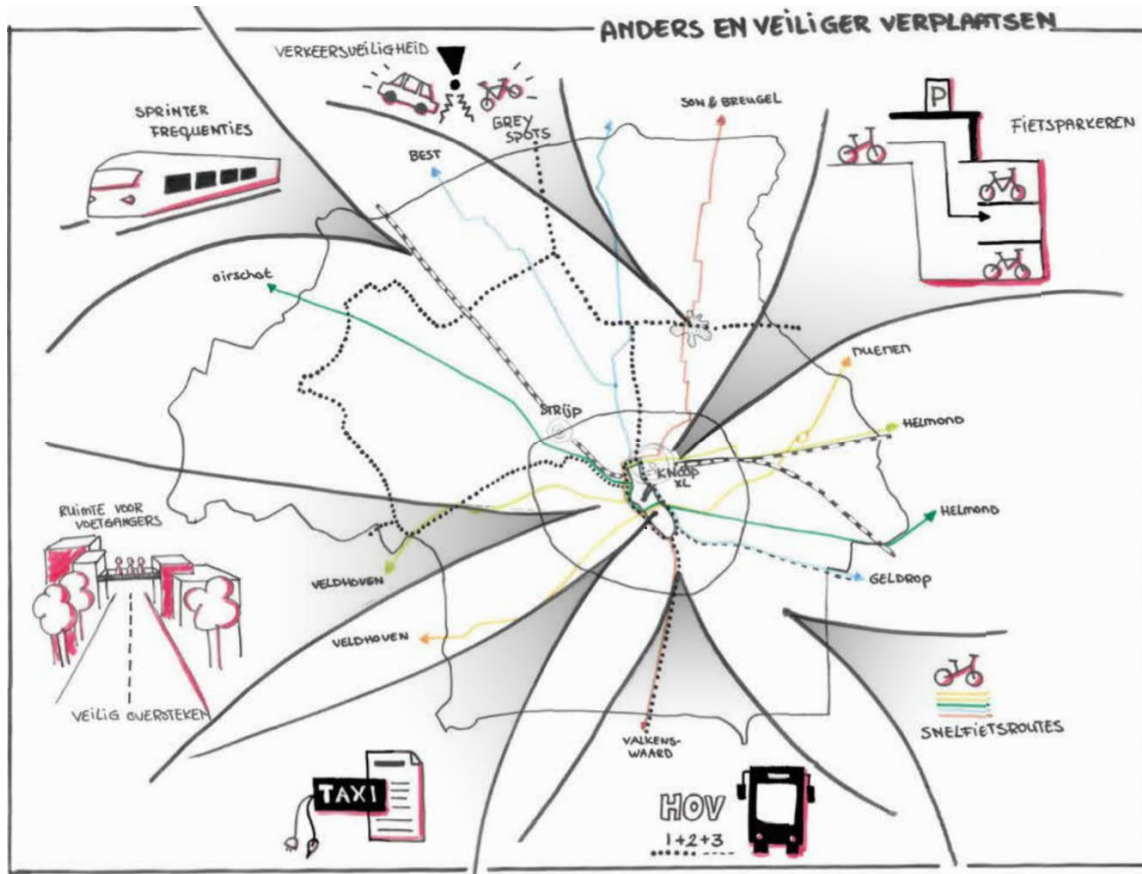 ANDERS EN VEILIGER VERPLAATSEN
VERKEERSVEILIGHEID
GREY
SPOTS
SPRINTER
FREQUENTIES
SON & BREUGEL
P
FIETSPARKEREN
BEST
OIRSCHOT
NUENEN
STRIJP
HELMOND
KNOOP
XL
HELMOND
RUIMTE VOOR
VOETGANGERS
VELDHOVEN
GELDROP
VELDHOVEN
VEILIG OVERSTEKEN
SNELFIETSROUTES
VALKENS-
WAARD
TAXI
HOV
1+2+3